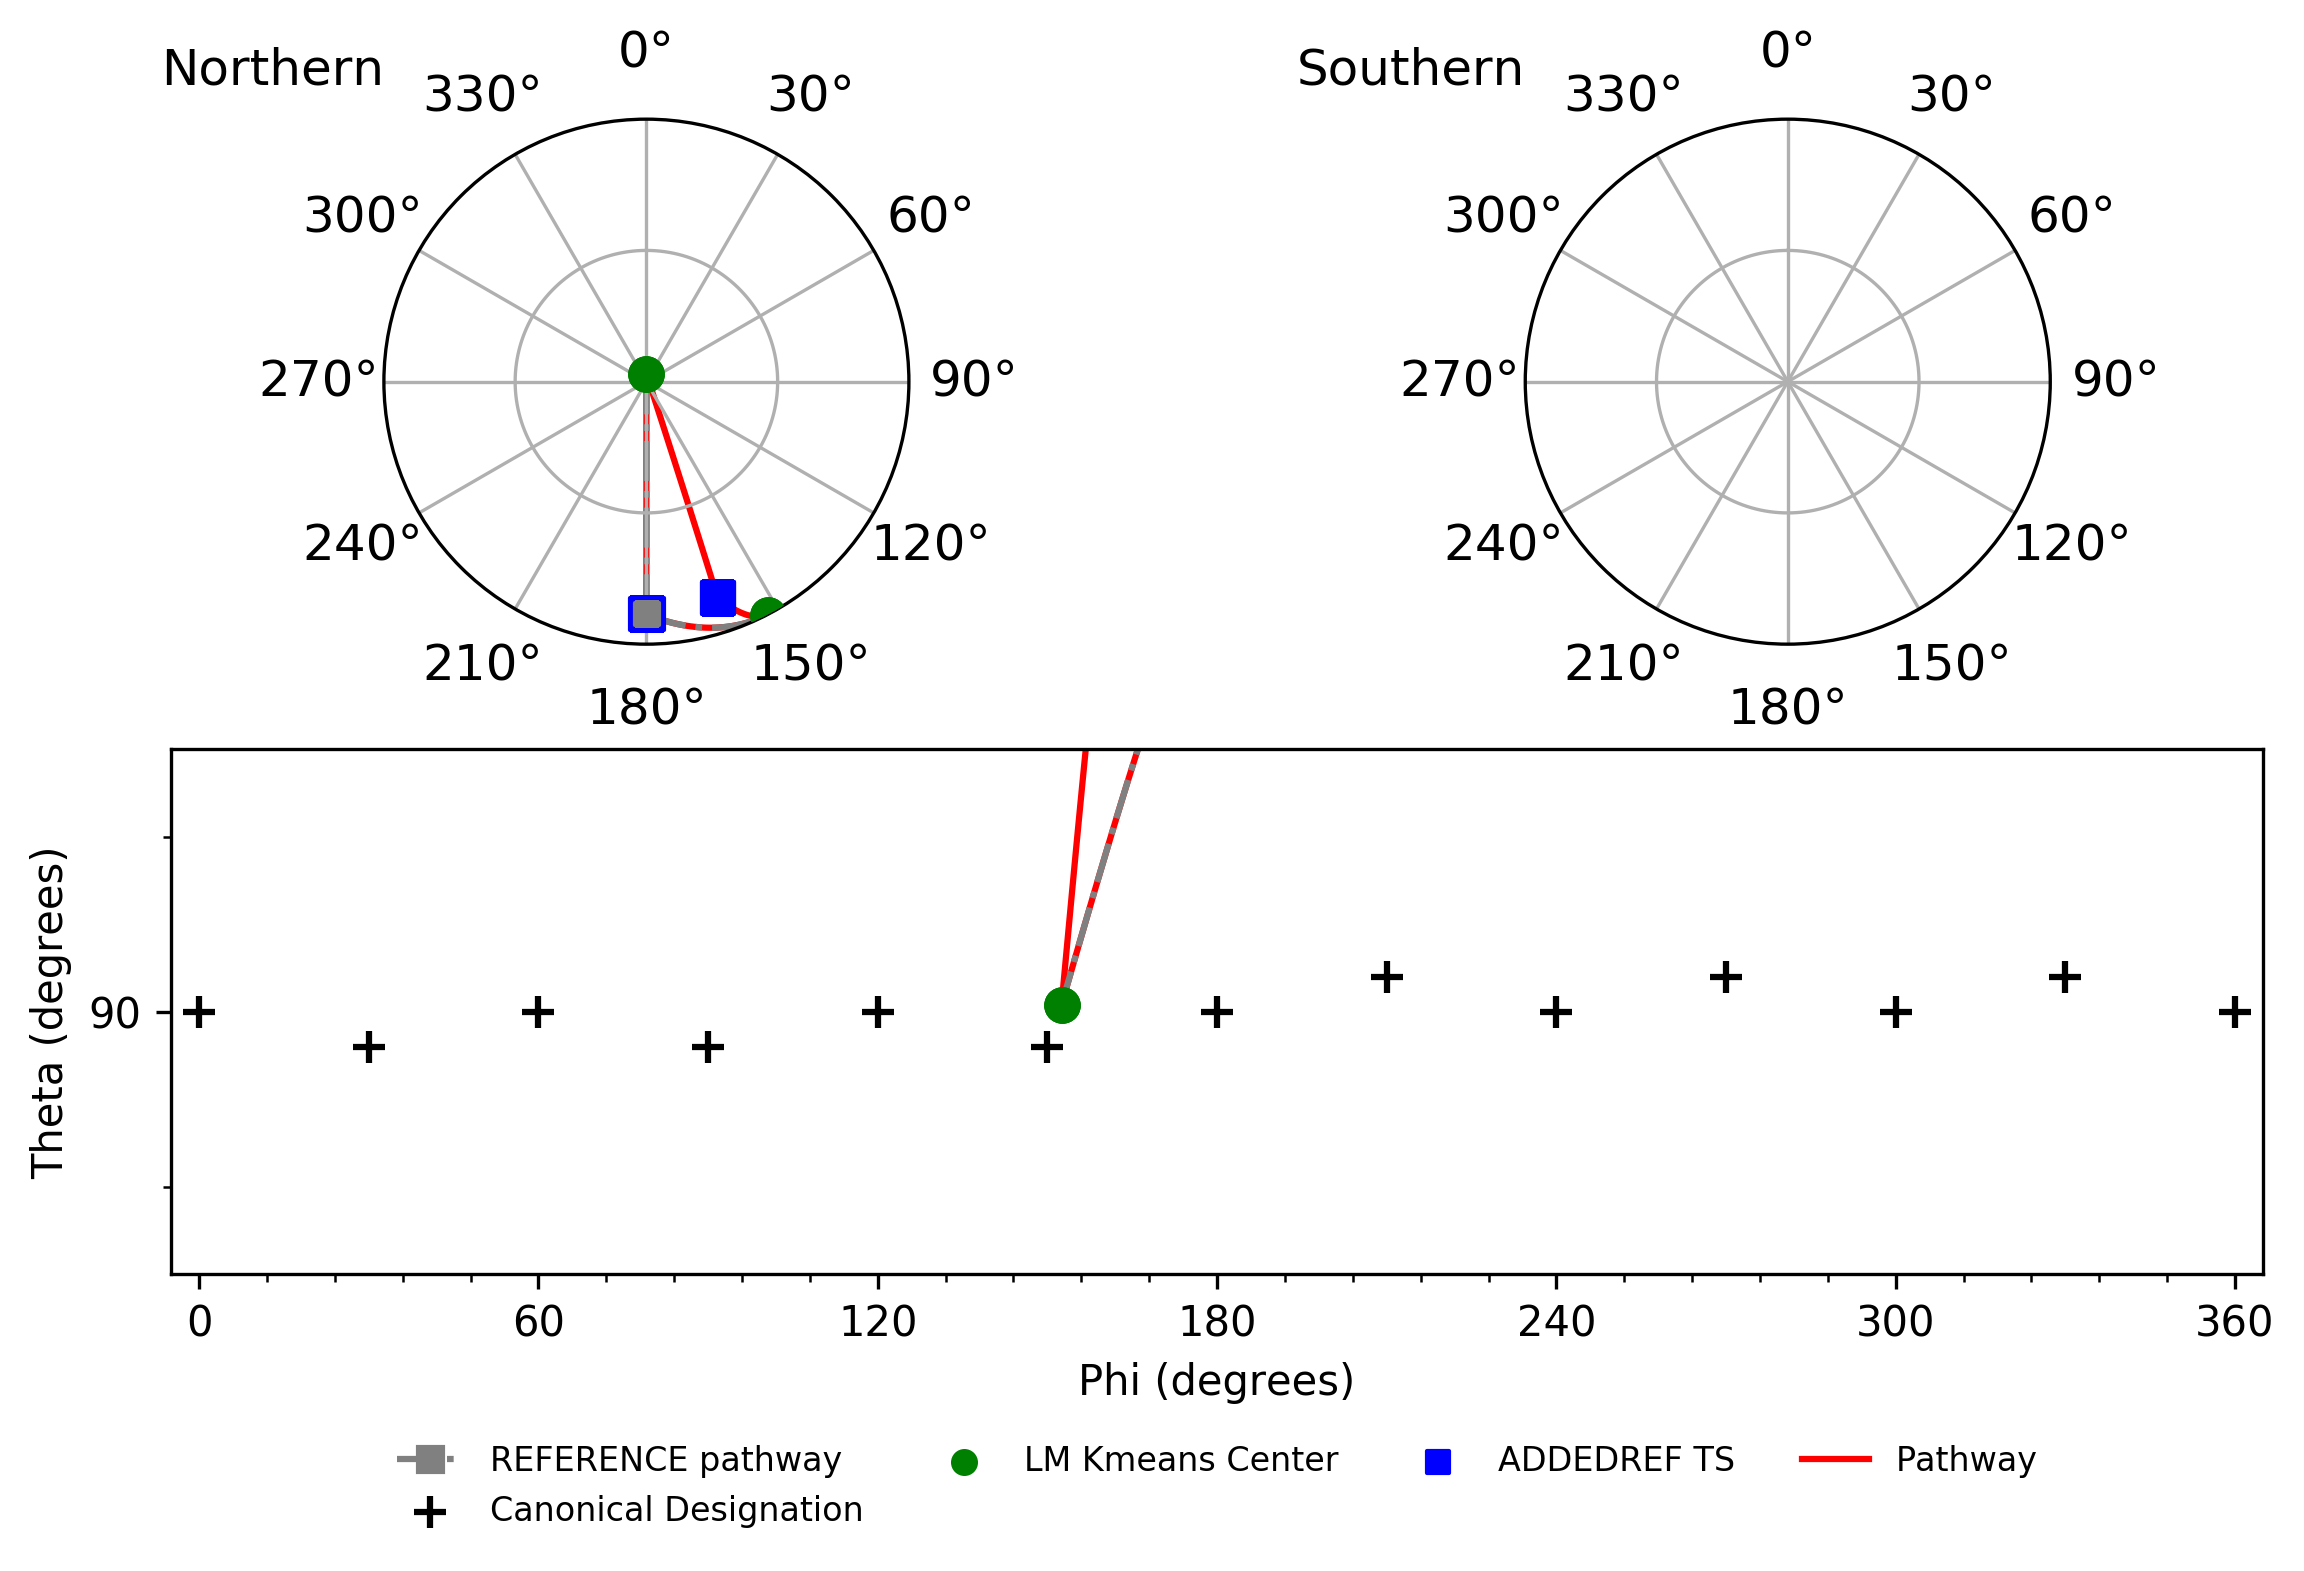 Northern
0°
330°
30°
300°
60°
270°
90°
240°
120°
210°
150°
180°
Southern
0°
330°
30°
300°
60°
270°
90°
240°
120°
210°
150°
180°
Theta (degrees)
90
0 60 120 180 240 300 360
Phi (degrees)
REFERENCE pathway
Canonical Designation
LM Kmeans Center
ADDEDREF TS
Pathway